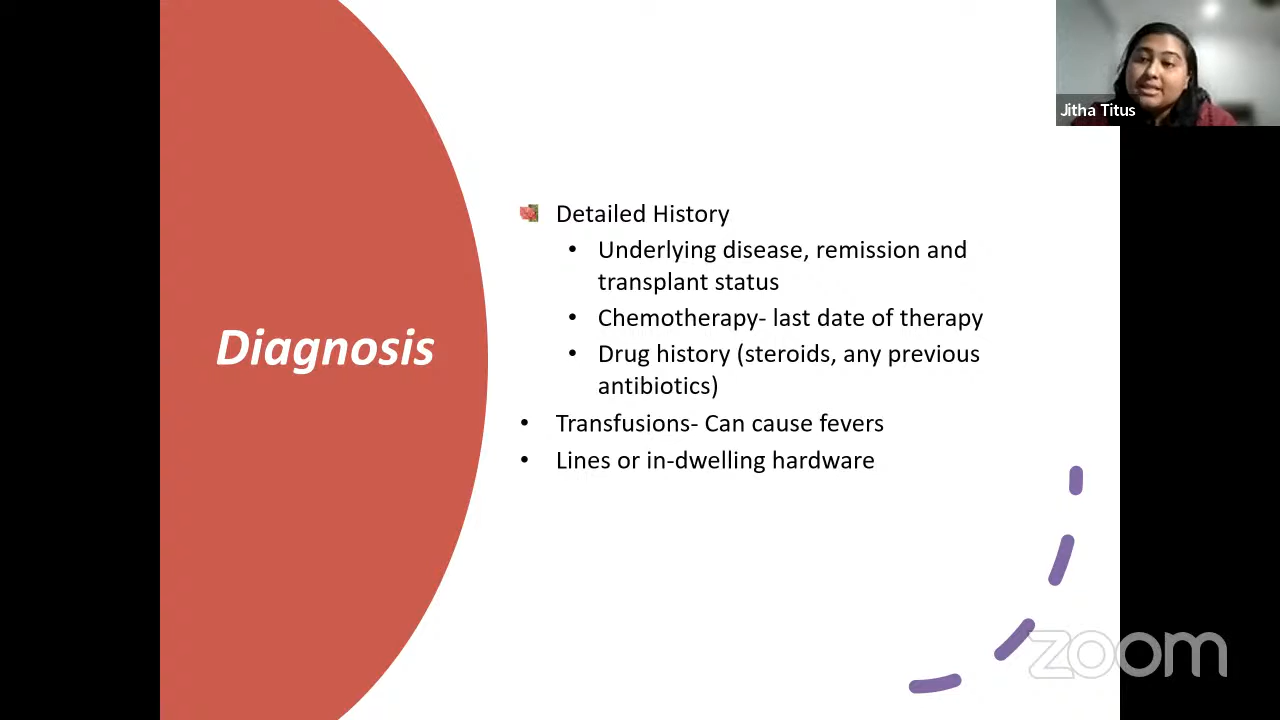 Jitha Titus
Diagnosis
Detailed History
• Underlying disease, remission and
transplant status
• Chemotherapy- last date of therapy
• Drug history (steroids, any previous
antibiotics)
• Transfusions- Can cause fevers
• Lines or in-dwelling hardware
zoom